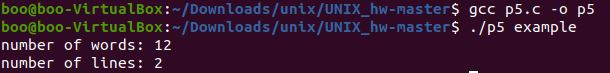 boo@boo-VirtualBox:~/Downloads/unix/UNIX_hw-master$ gcc p5.c -o p5
boo@boo-VirtualBox:~/Downloads/unix/UNIX_hw-master$ ./p5 example
number of words: 12
number of lines: 2